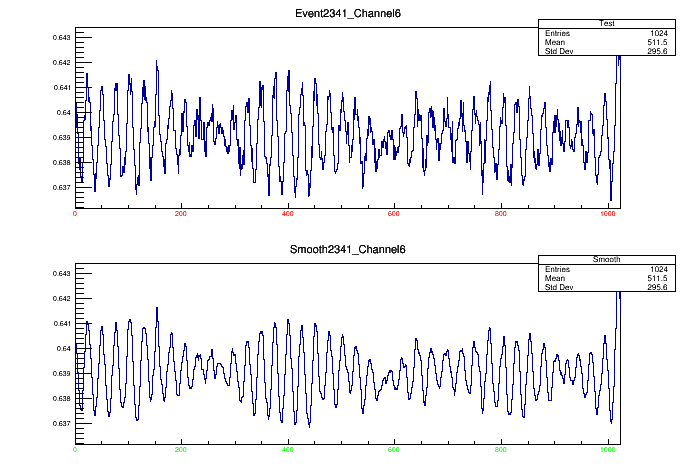 Event2341_Channel6
Test
Entries 1024
Mean 511.5
Std Dev 295.6
0.643
0.642
0.641
0.64
0.639
0.638
0.637
0 200 400 600 800 1000
Smooth2341_Channel6
Smooth
Entries 1024
Mean 511.5
Std Dev 295.6
0.643
0.642
0.641
0.64
0.639
0.638
0.637
0 200 400 600 800 1000